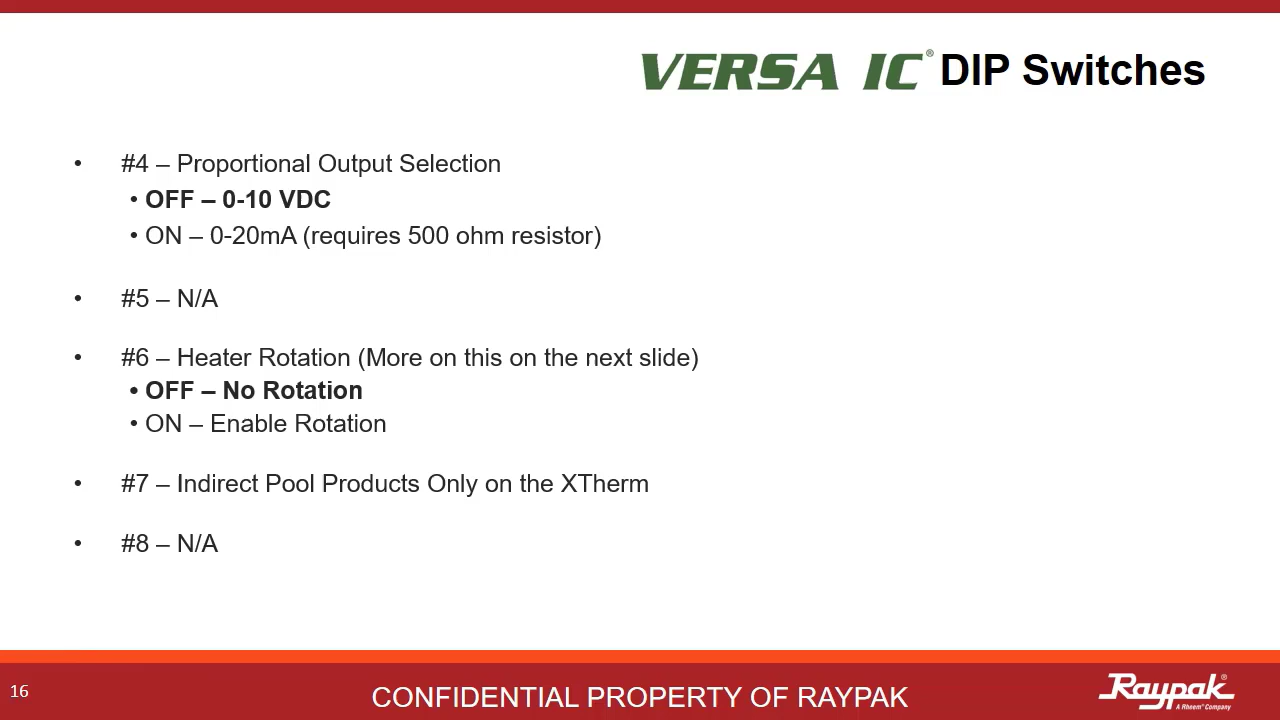 VERSA IC® DIP Switches
• #4 – Proportional Output Selection
• OFF – 0-10 VDC
• ON – 0-20mA (requires 500 ohm resistor)
• #5 – N/A
• #6 – Heater Rotation (More on this on the next slide)
• OFF – No Rotation
• ON – Enable Rotation
• #7 – Indirect Pool Products Only on the XTherm
• #8 – N/A
16
CONFIDENTIAL PROPERTY OF RAYPAK
Raypak®
A Rheem® Company